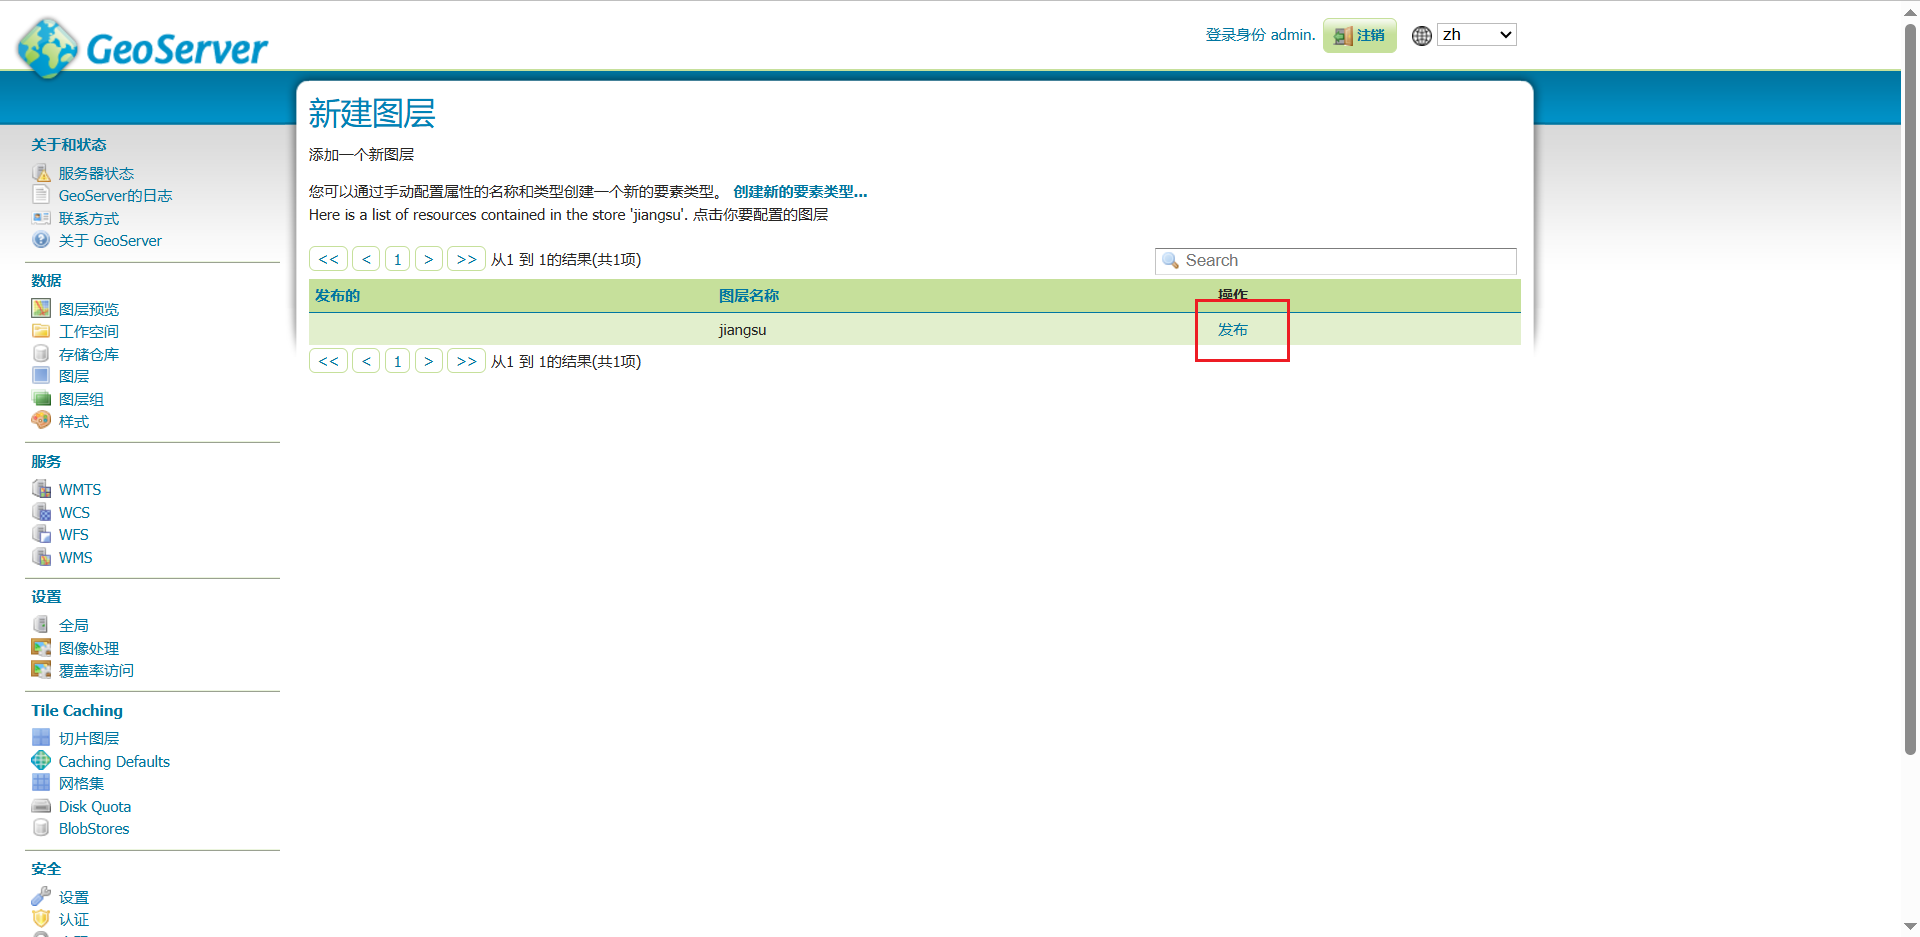 GeoServer
登录身份 admin.
注销
zh
新建图层
添加一个新图层
您可以通过手动配置属性的名称和类型创建一个新的要素类型。 创建新的要素类型...
Here is a list of resources contained in the store 'jiangsu'. 点击你要配置的图层
<< < 1 > >> 从1 到 1的结果(共1项)
Search
发布的 图层名称 操作
jiangsu 发布
<< < 1 > >> 从1 到 1的结果(共1项)
关于和状态
服务器状态
GeoServer的日志
联系方式
关于 GeoServer
数据
图层预览
工作空间
存储仓库
图层
图层组
样式
服务
WMTS
WCS
WFS
WMS
设置
全局
图像处理
覆盖率访问
Tile Caching
切片图层
Caching Defaults
网格集
Disk Quota
BlobStores
安全
设置
认证